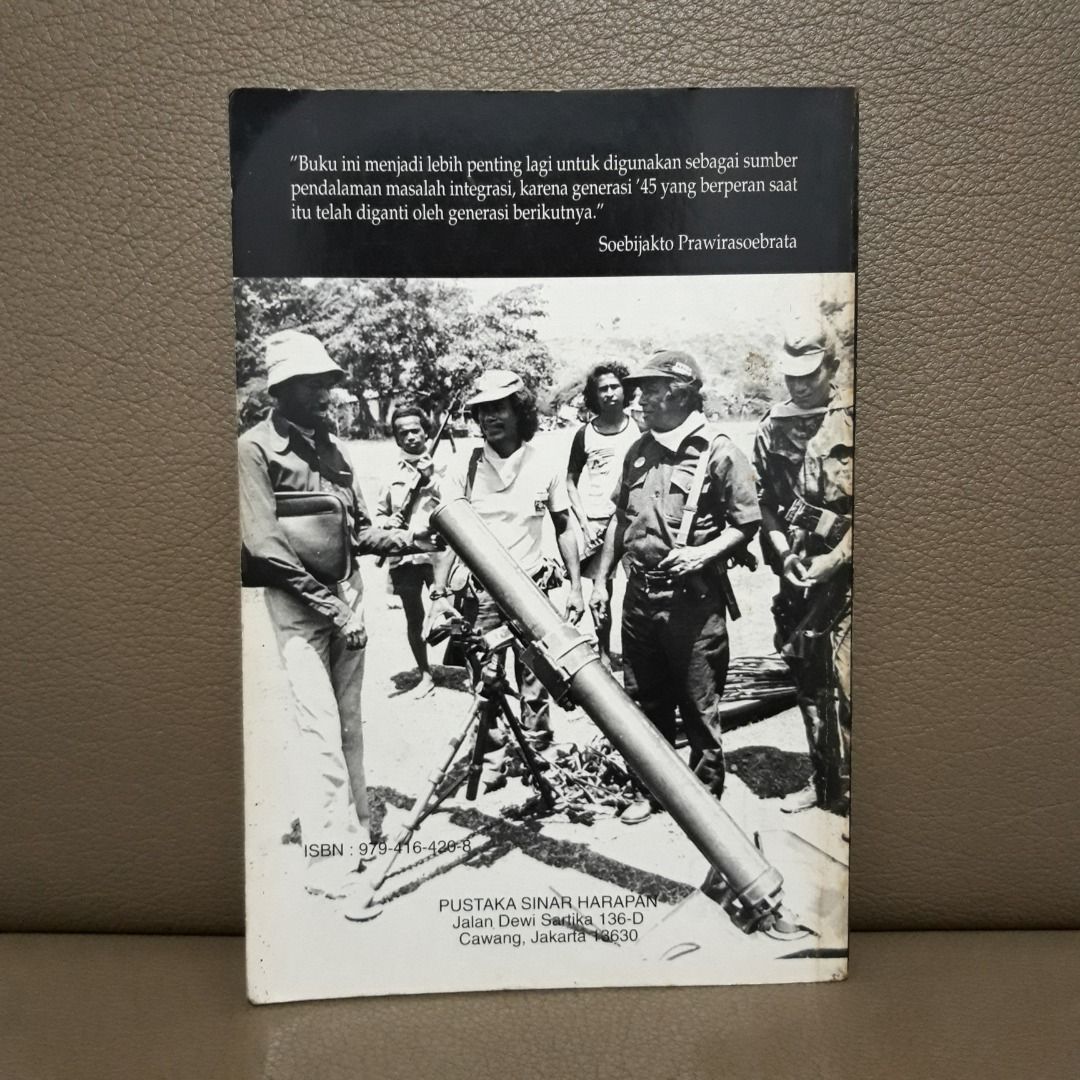 "Buku ini menjadi lebih penting lagi untuk digunakan sebagai sumber
pendalaman masalah integrasi, karena generasi '45 yang berperan saat
itu telah diganti oleh generasi berikutnya."
Soebijakto Prawirasoebrata
ISBN : 979-416-420-8
PUSTAKA SINAR HARAPAN
Jalan Dewi Sartika 136-D
Cawang, Jakarta 13630